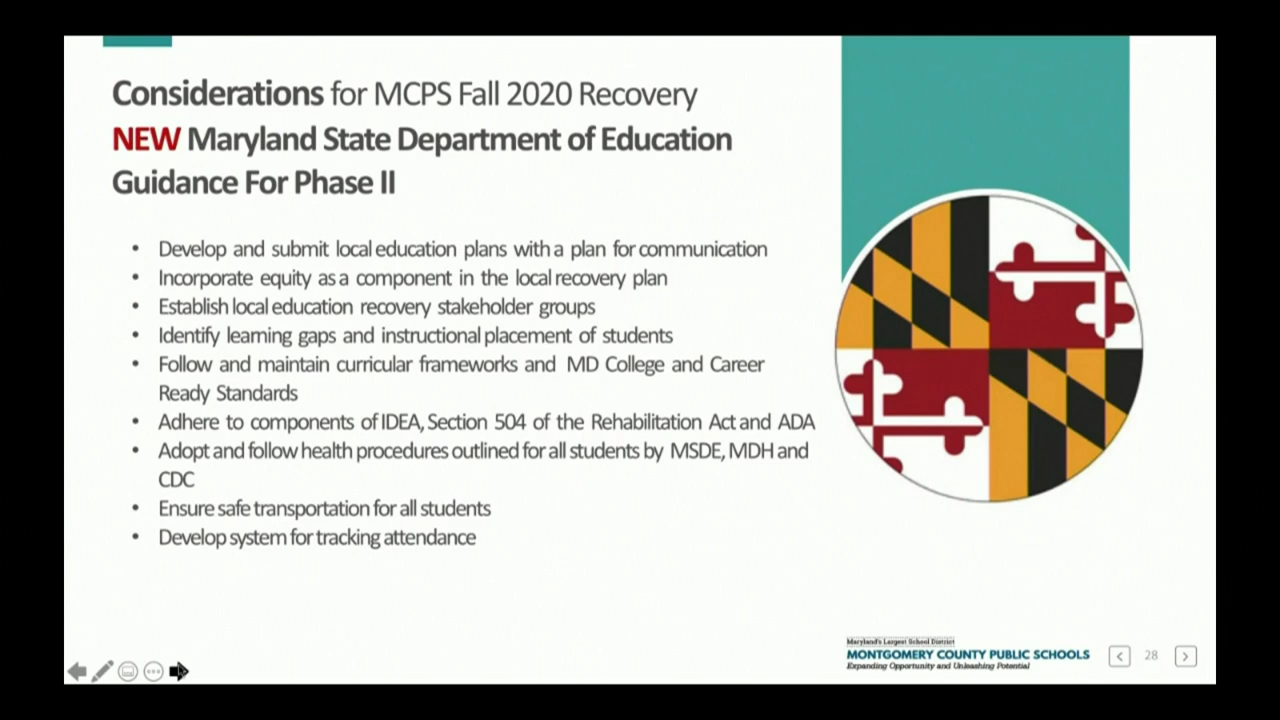 Considerations for MCPS Fall 2020 Recovery
NEW Maryland State Department of Education
Guidance For Phase II
• Develop and submit local education plans with a plan for communication
• Incorporate equity as a component in the local recovery plan
• Establish local education recovery stakeholder groups
• Identify learning gaps and instructional placement of students
• Follow and maintain curricular frameworks and MD College and Career
Ready Standards
• Adhere to components of IDEA, Section 504 of the Rehabilitation Act and ADA
• Adopt and follow health procedures outlined for all students by MSDE, MDH and
CDC
• Ensure safe transportation for all students
• Develop system for tracking attendance
Maryland's Largest School District
MONTGOMERY COUNTY PUBLIC SCHOOLS
Expanding Opportunity and Unleashing Potential
28